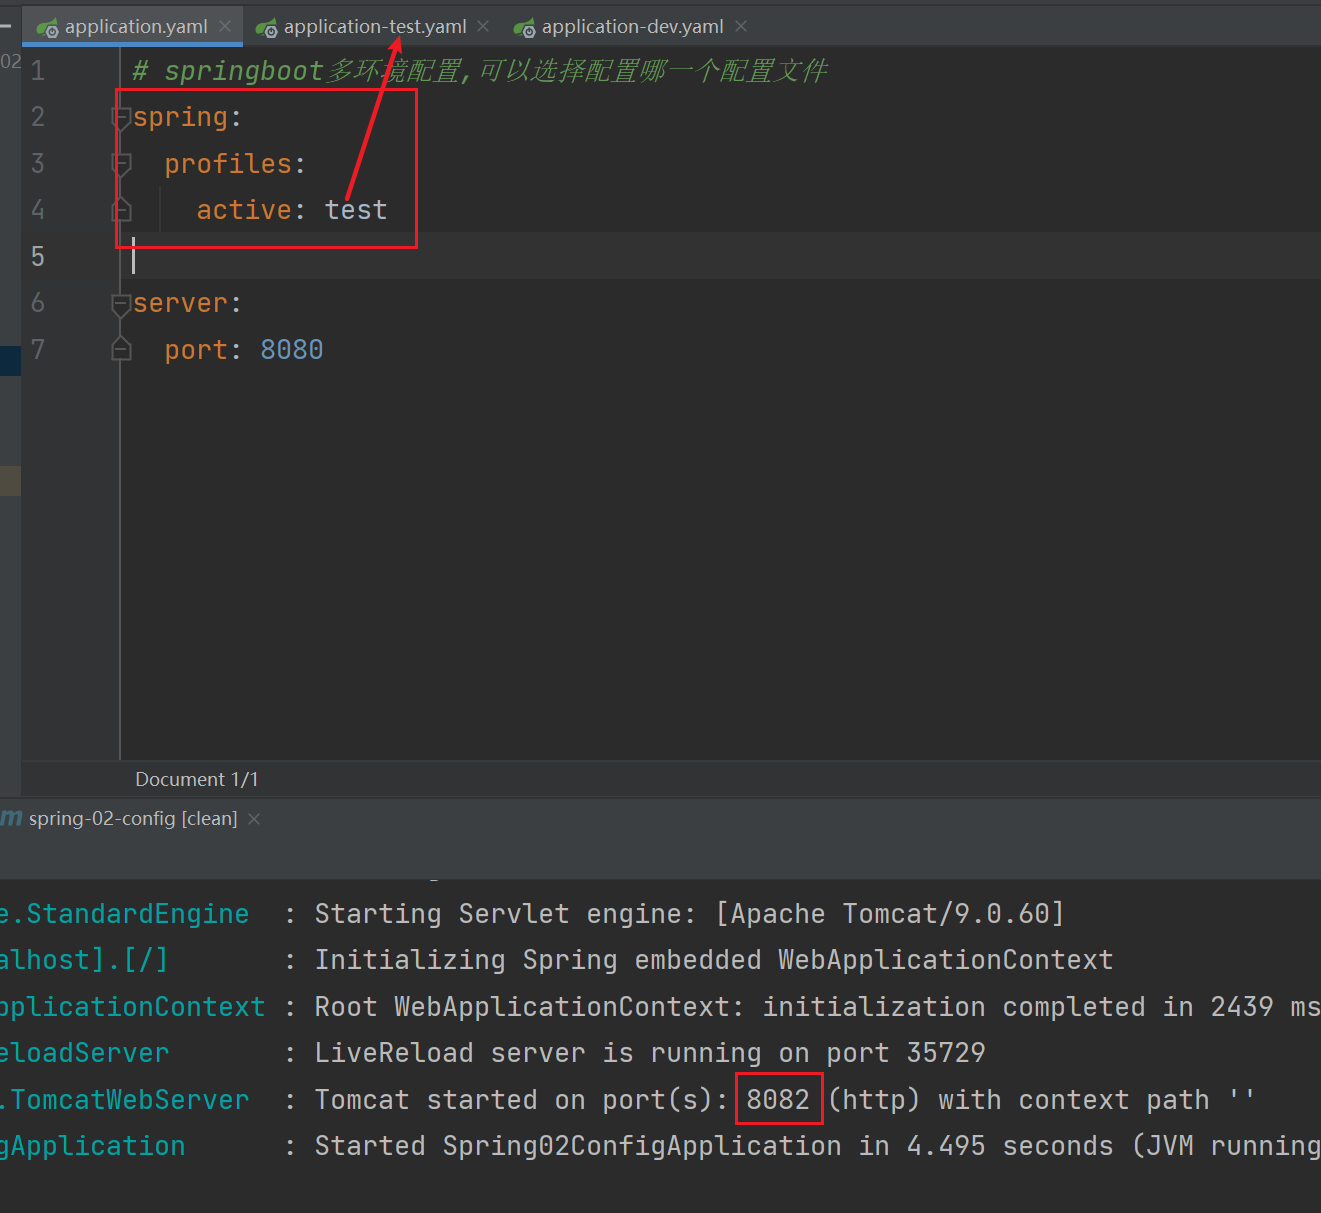 application.yaml application-test.yaml application-dev.yaml
02
1 # springboot多环境配置,可以选择配置哪一个配置文件
2 spring:
3 profiles:
4 active: test
5
6 server:
7 port: 8080
Document 1/1
m spring-02-config [clean]
e.StandardEngine : Starting Servlet engine: [Apache Tomcat/9.0.60]
alhost].[/] : Initializing Spring embedded WebApplicationContext
pplicationContext : Root WebApplicationContext: initialization completed in 2439 ms
eloadServer : LiveReload server is running on port 35729
.TomcatWebServer : Tomcat started on port(s): 8082 (http) with context path ''
gApplication : Started Spring02ConfigApplication in 4.495 seconds (JVM running